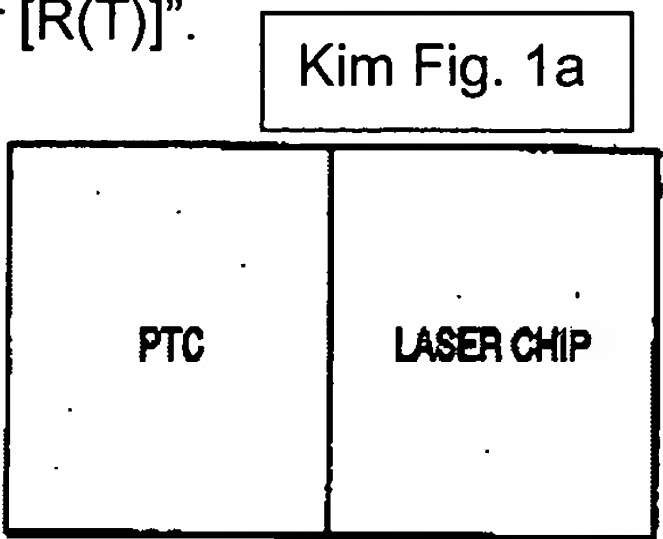 [R(T)]”.
Kim Fig. 1a
PTC
LASER CHIP